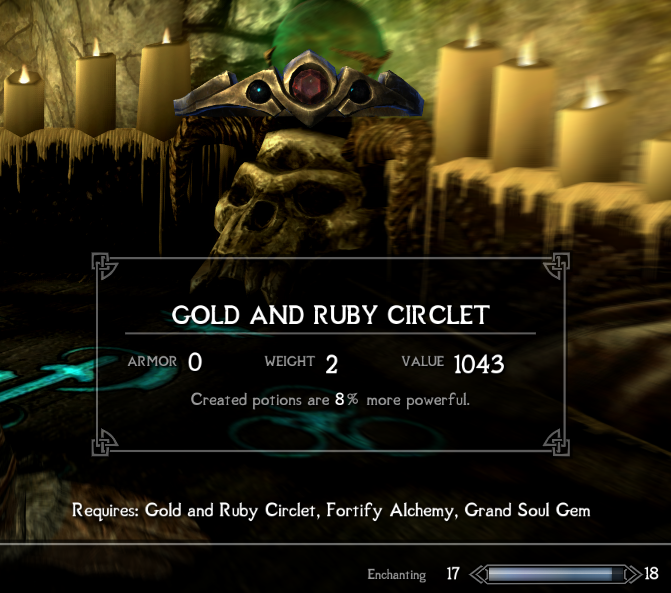 GOLD AND RUBY CIRCLET
ARMOR 0 WEIGHT 2 VALUE 1043
Created potions are 8% more powerful.
Requires: Gold and Ruby Circlet, Fortify Alchemy, Grand Soul Gem
Enchanting 17 18